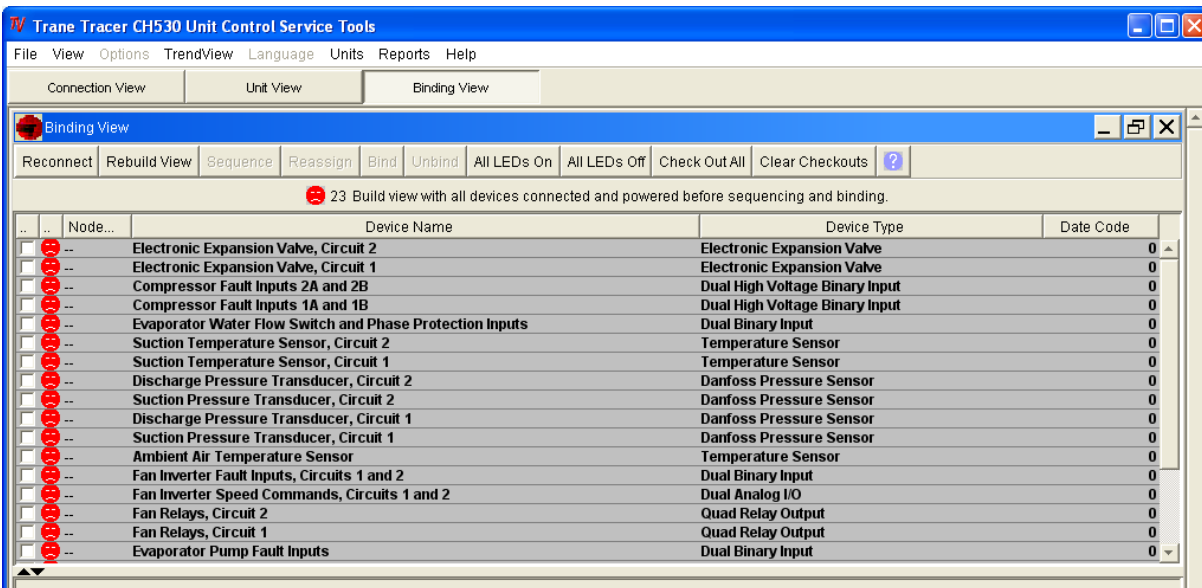 Trane Tracer CH530 Unit Control Service Tools
File View Options TrendView Language Units Reports Help
Connection View Unit View Binding View
Binding View
Reconnect Rebuild View Sequence Reassign Bind Unbind All LEDs On All LEDs Off Check Out All Clear Checkouts ?
23 Build view with all devices connected and powered before sequencing and binding.
.. .. Node... Device Name Device Type Date Code
-- Electronic Expansion Valve, Circuit 2 Electronic Expansion Valve 0
-- Electronic Expansion Valve, Circuit 1 Electronic Expansion Valve 0
-- Compressor Fault Inputs 2A and 2B Dual High Voltage Binary Input 0
-- Compressor Fault Inputs 1A and 1B Dual High Voltage Binary Input 0
-- Evaporator Water Flow Switch and Phase Protection Inputs Dual Binary Input 0
-- Suction Temperature Sensor, Circuit 2 Temperature Sensor 0
-- Suction Temperature Sensor, Circuit 1 Temperature Sensor 0
-- Discharge Pressure Transducer, Circuit 2 Danfoss Pressure Sensor 0
-- Suction Pressure Transducer, Circuit 2 Danfoss Pressure Sensor 0
-- Discharge Pressure Transducer, Circuit 1 Danfoss Pressure Sensor 0
-- Suction Pressure Transducer, Circuit 1 Danfoss Pressure Sensor 0
-- Ambient Air Temperature Sensor Temperature Sensor 0
-- Fan Inverter Fault Inputs, Circuits 1 and 2 Dual Binary Input 0
-- Fan Inverter Speed Commands, Circuits 1 and 2 Dual Analog I/O 0
-- Fan Relays, Circuit 2 Quad Relay Output 0
-- Fan Relays, Circuit 1 Quad Relay Output 0
-- Evaporator Pump Fault Inputs Dual Binary Input 0